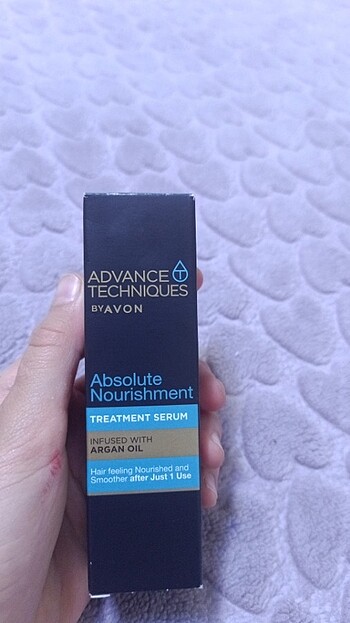 ADVANCE
TECHNIQUES
BY AVON
Absolute
Nourishment
TREATMENT SERUM
INFUSED WITH
ARGAN OIL
Hair feeling Nourished and
Smoother after Just 1 Use